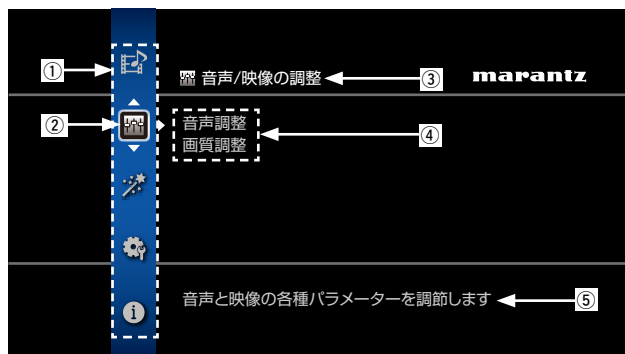 ①
音声/映像の調整
③
marantz
②
音声調整
画質調整
④
音声と映像の各種パラメーターを調節します
⑤